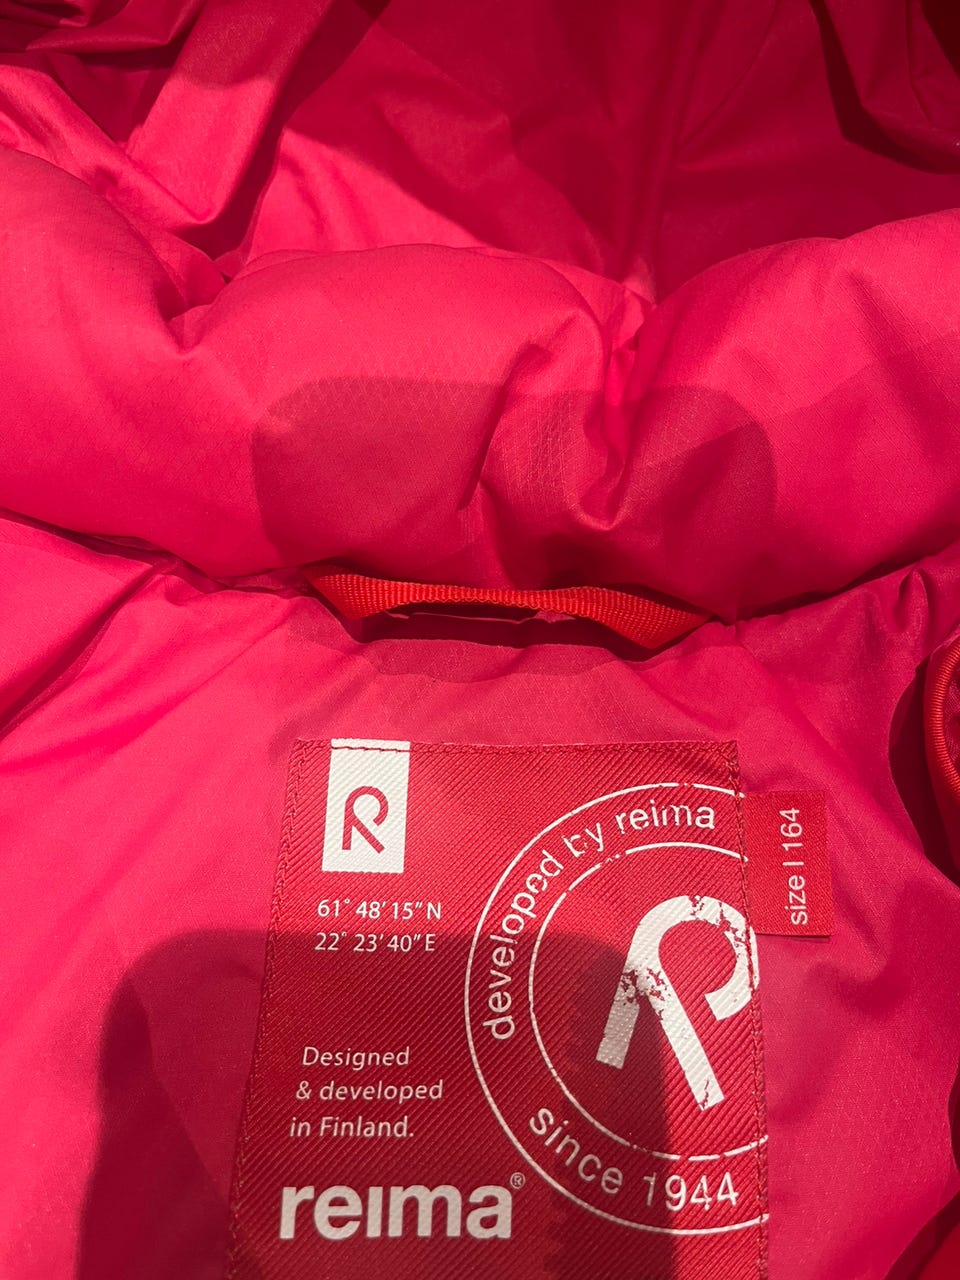 R
61° 48' 15" N
22° 23' 40" E
Designed
& developed
in Finland.
reima®
developed by reima
R
since 1944
size | 164